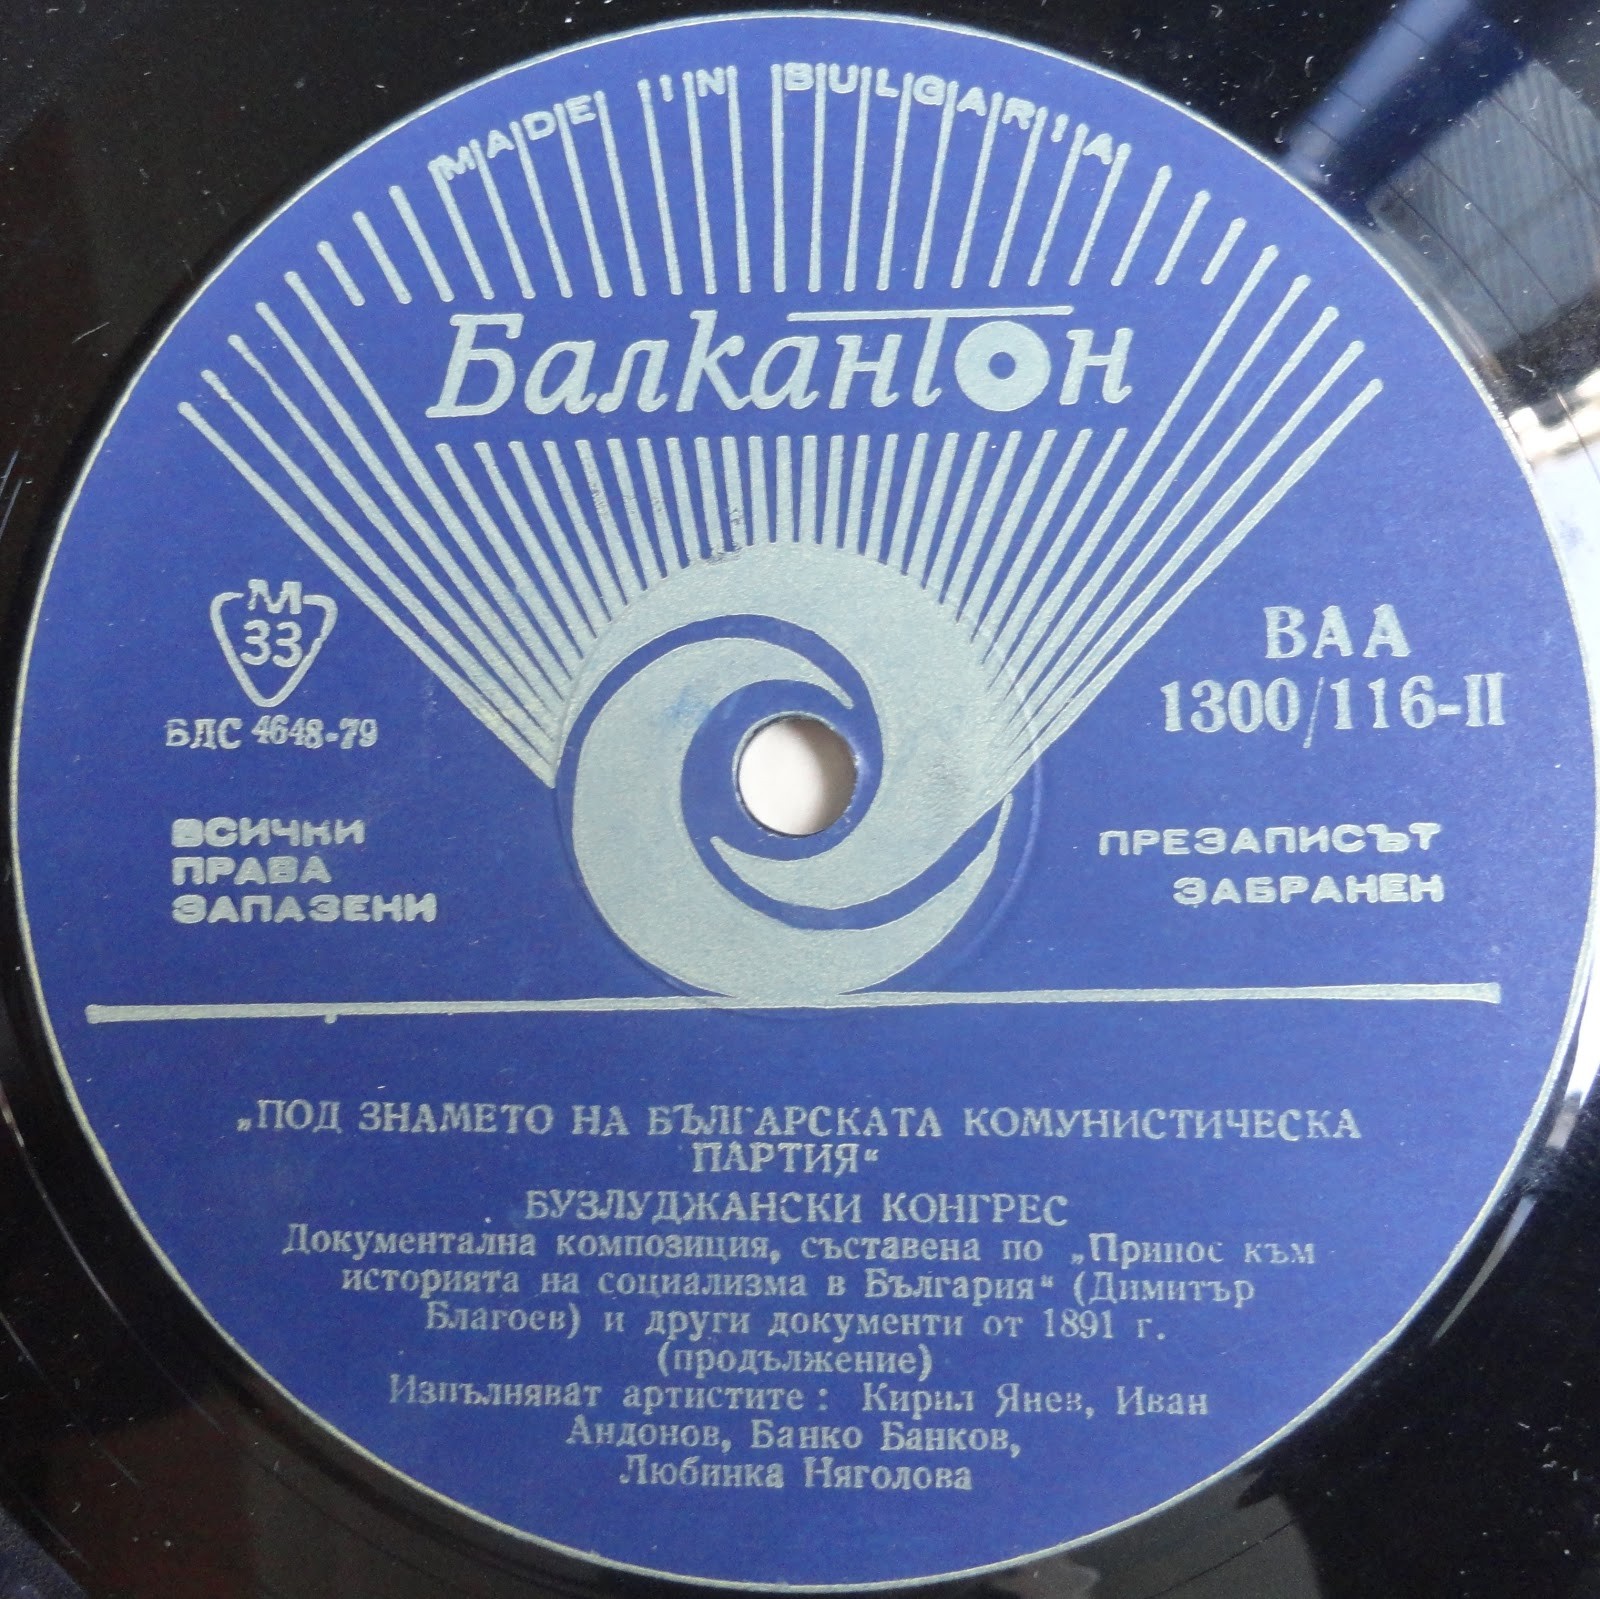 MADE IN BULGARIA
Балкантон
М
33
БДС 4648-79
ВАА
1300/116-II
ВСИЧКИ
ПРАВА
ЗАПАЗЕНИ
ПРЕЗАПИСЪТ
ЗАБРАНЕН
„ПОД ЗНАМЕТО НА БЪЛГАРСКАТА КОМУНИСТИЧЕСКА
ПАРТИЯ“
БУЗЛУДЖАНСКИ КОНГРЕС
Документална композиция, съставена по „Принос към
историята на социализма в България“ (Димитър
Благоев) и други документи от 1891 г.
(продължение)
Изпълняват артистите : Кирил Янев, Иван
Андонов, Банко Банков,
Любинка Няголова